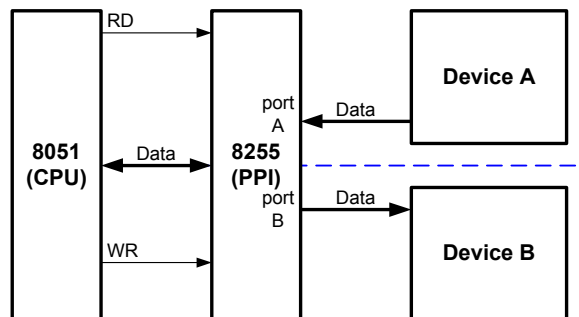 RD
8051
(CPU)
Data
WR
8255
(PPI)
port
A
Data
Device A
port
B
Data
Device B